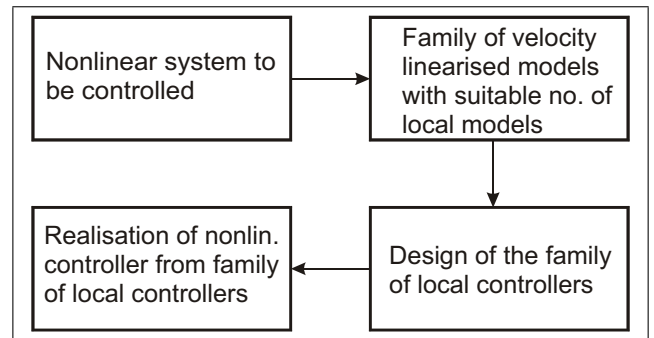 Nonlinear system to
be controlled
Family of velocity
linearised models
with suitable no. of
local models
Design of the family
of local controllers
Realisation of nonlin.
controller from family
of local controllers